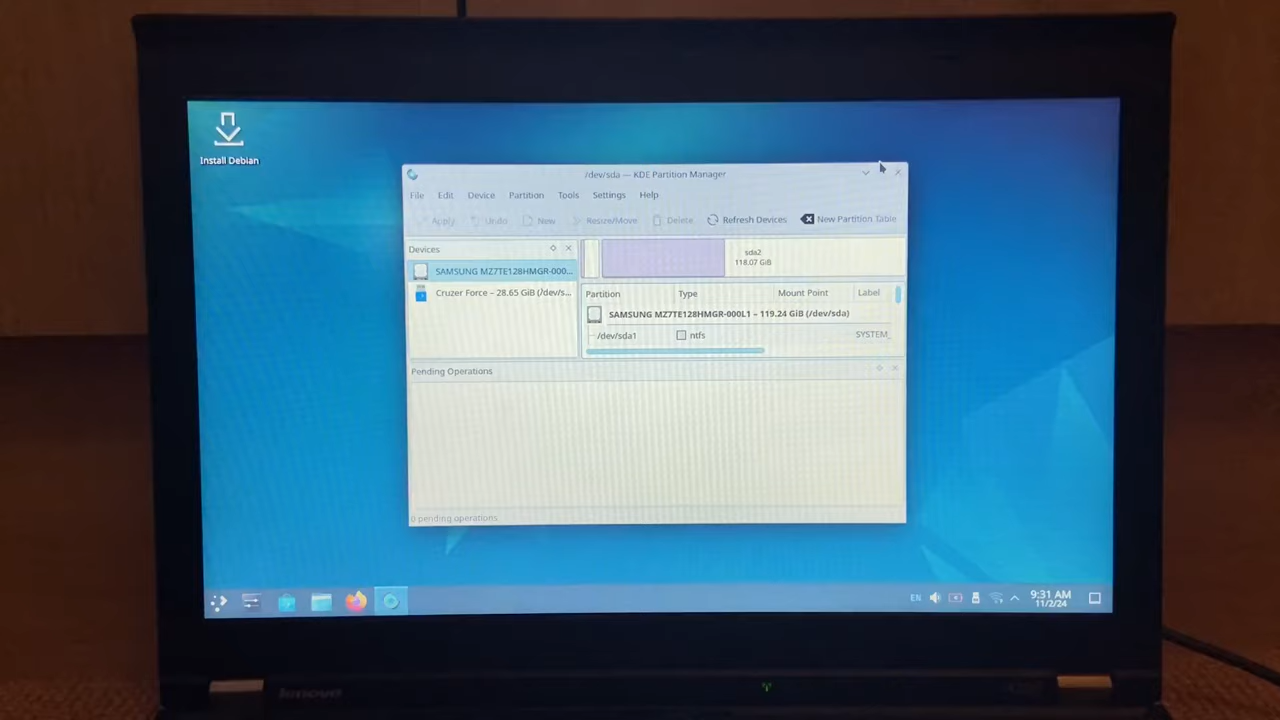 Install Debian
/dev/sda — KDE Partition Manager
File Edit Device Partition Tools Settings Help
Apply Undo New Resize/Move Delete Refresh Devices New Partition Table
Devices
SAMSUNG MZ7TE128HMGR-000...
Cruzer Force – 28.65 GiB (/dev/s...
sda2
118.07 GiB
Partition Type Mount Point Label
SAMSUNG MZ7TE128HMGR-000L1 – 119.24 GiB (/dev/sda)
/dev/sda1 ntfs SYSTEM_
Pending Operations
0 pending operations
EN
9:31 AM
11/2/24
lenovo